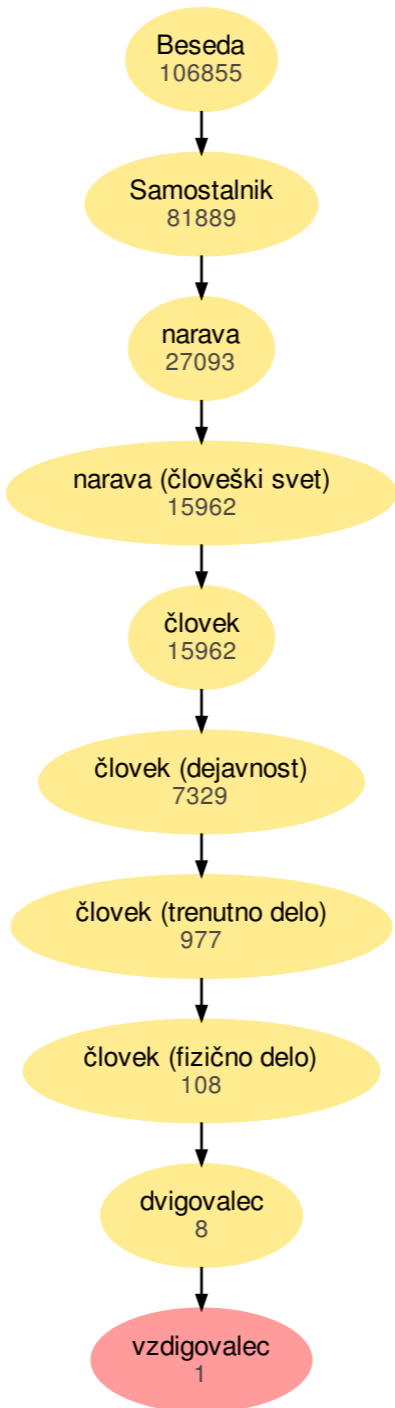 Beseda
106855
Samostalnik
81889
narava
27093
narava (človeški svet)
15962
človek
15962
človek (dejavnost)
7329
človek (trenutno delo)
977
človek (fizično delo)
108
dvigovalec
8
vzdigovalec
1